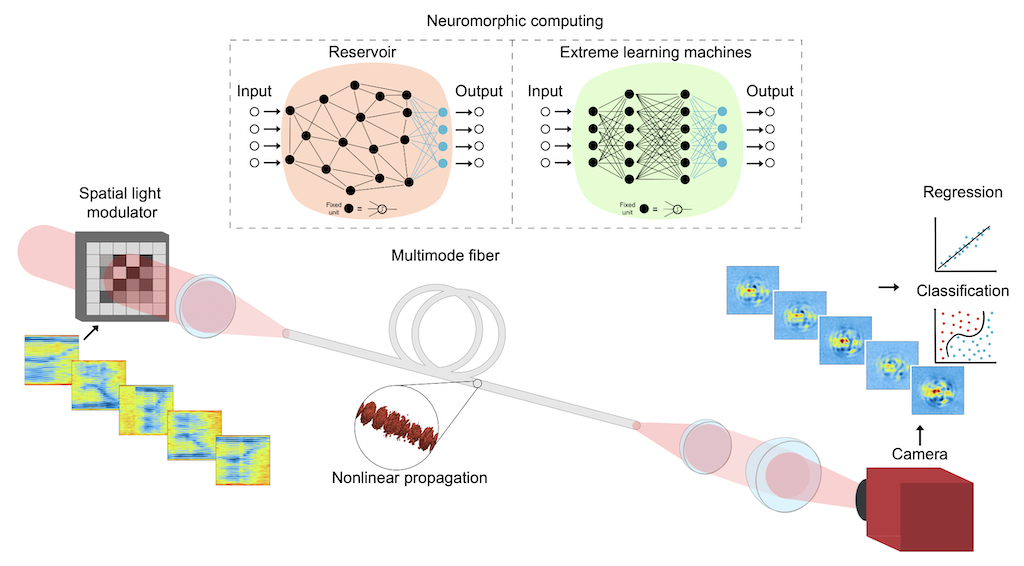 Neuromorphic computing
Reservoir
Extreme learning machines
Input
Output
Input
Output
Fixed
unit
=
Fixed
unit
=
Spatial light
modulator
Multimode fiber
Nonlinear propagation
Regression
Classification
Camera